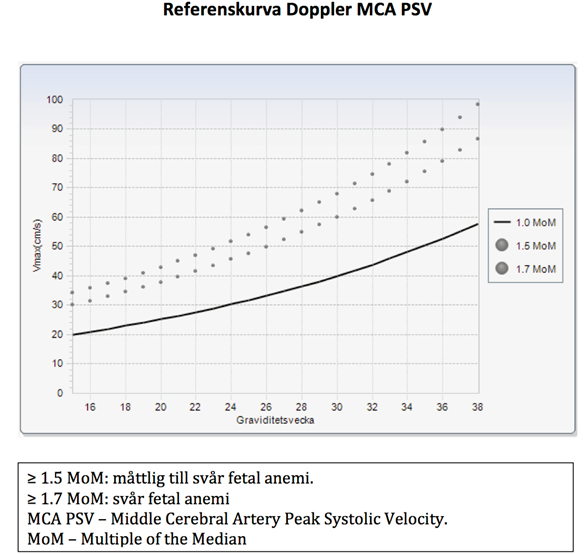 Referenskurva Doppler MCA PSV
100
90
80
70
60
50
40
30
20
10
0
Vmax(cm/s)
16 18 20 22 24 26 28 30 32 34 36 38
Graviditetsvecka
1.0 MoM
1.5 MoM
1.7 MoM
≥ 1.5 MoM: måttlig till svår fetal anemi.
≥ 1.7 MoM: svår fetal anemi
MCA PSV – Middle Cerebral Artery Peak Systolic Velocity.
MoM – Multiple of the Median